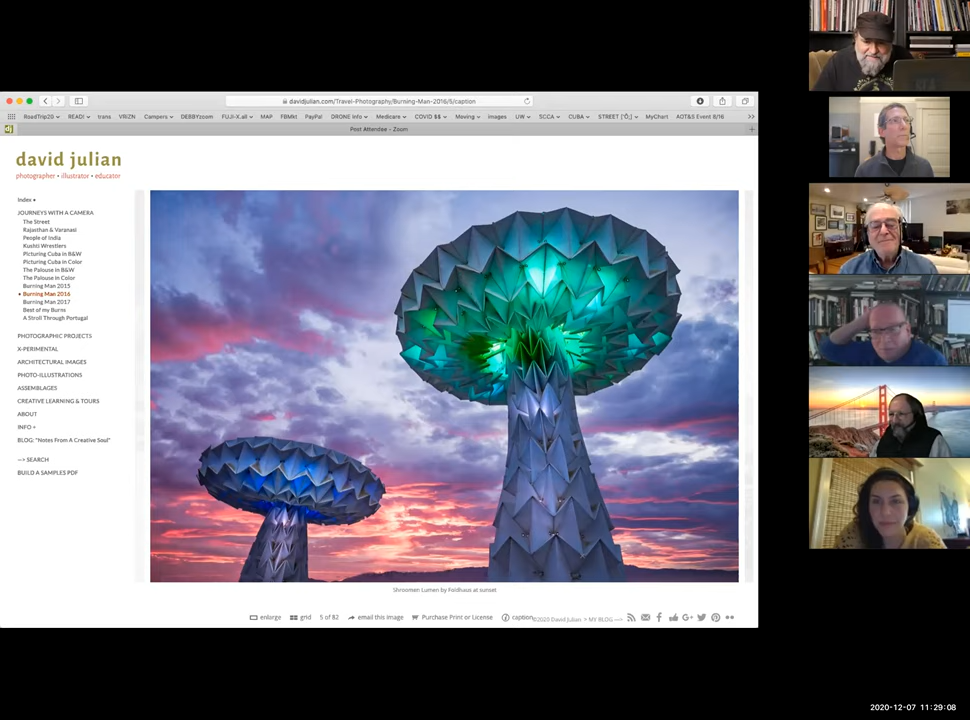 davidjulian.com/Travel-Photography/Burning-Man-2016/5/caption
RoadTrip20 READ! trans VRIZN Campers DEBBYzoom FUJI-X.all MAP FBMkt PayPal DRONE Info Medicare COVID $$ Moving images UW SCCA CUBA STREET MyChart AOT&S Event 8/16
dj Post Attendee - Zoom
david julian
photographer • illustrator • educator
Index
JOURNEYS WITH A CAMERA
The Street
Rajasthan & Varanasi
People of India
Kushti Wrestlers
Picturing Cuba in B&W
Picturing Cuba in Color
The Palouse in B&W
The Palouse in Color
Burning Man 2015
Burning Man 2016
Burning Man 2017
Best of my Burns
A Stroll Through Portugal
PHOTOGRAPHIC PROJECTS
X-PERIMENTAL
ARCHITECTURAL IMAGES
PHOTO-ILLUSTRATIONS
ASSEMBLAGES
CREATIVE LEARNING & TOURS
ABOUT
INFO +
BLOG: "Notes From A Creative Soul"
—> SEARCH
BUILD A SAMPLES PDF
Shroomen Lumen by Foldhaus at sunset
enlarge grid 5 of 82 email this image Purchase Print or License caption ©2020 David Julian > MY BLOG
2020-12-07 11:29:08